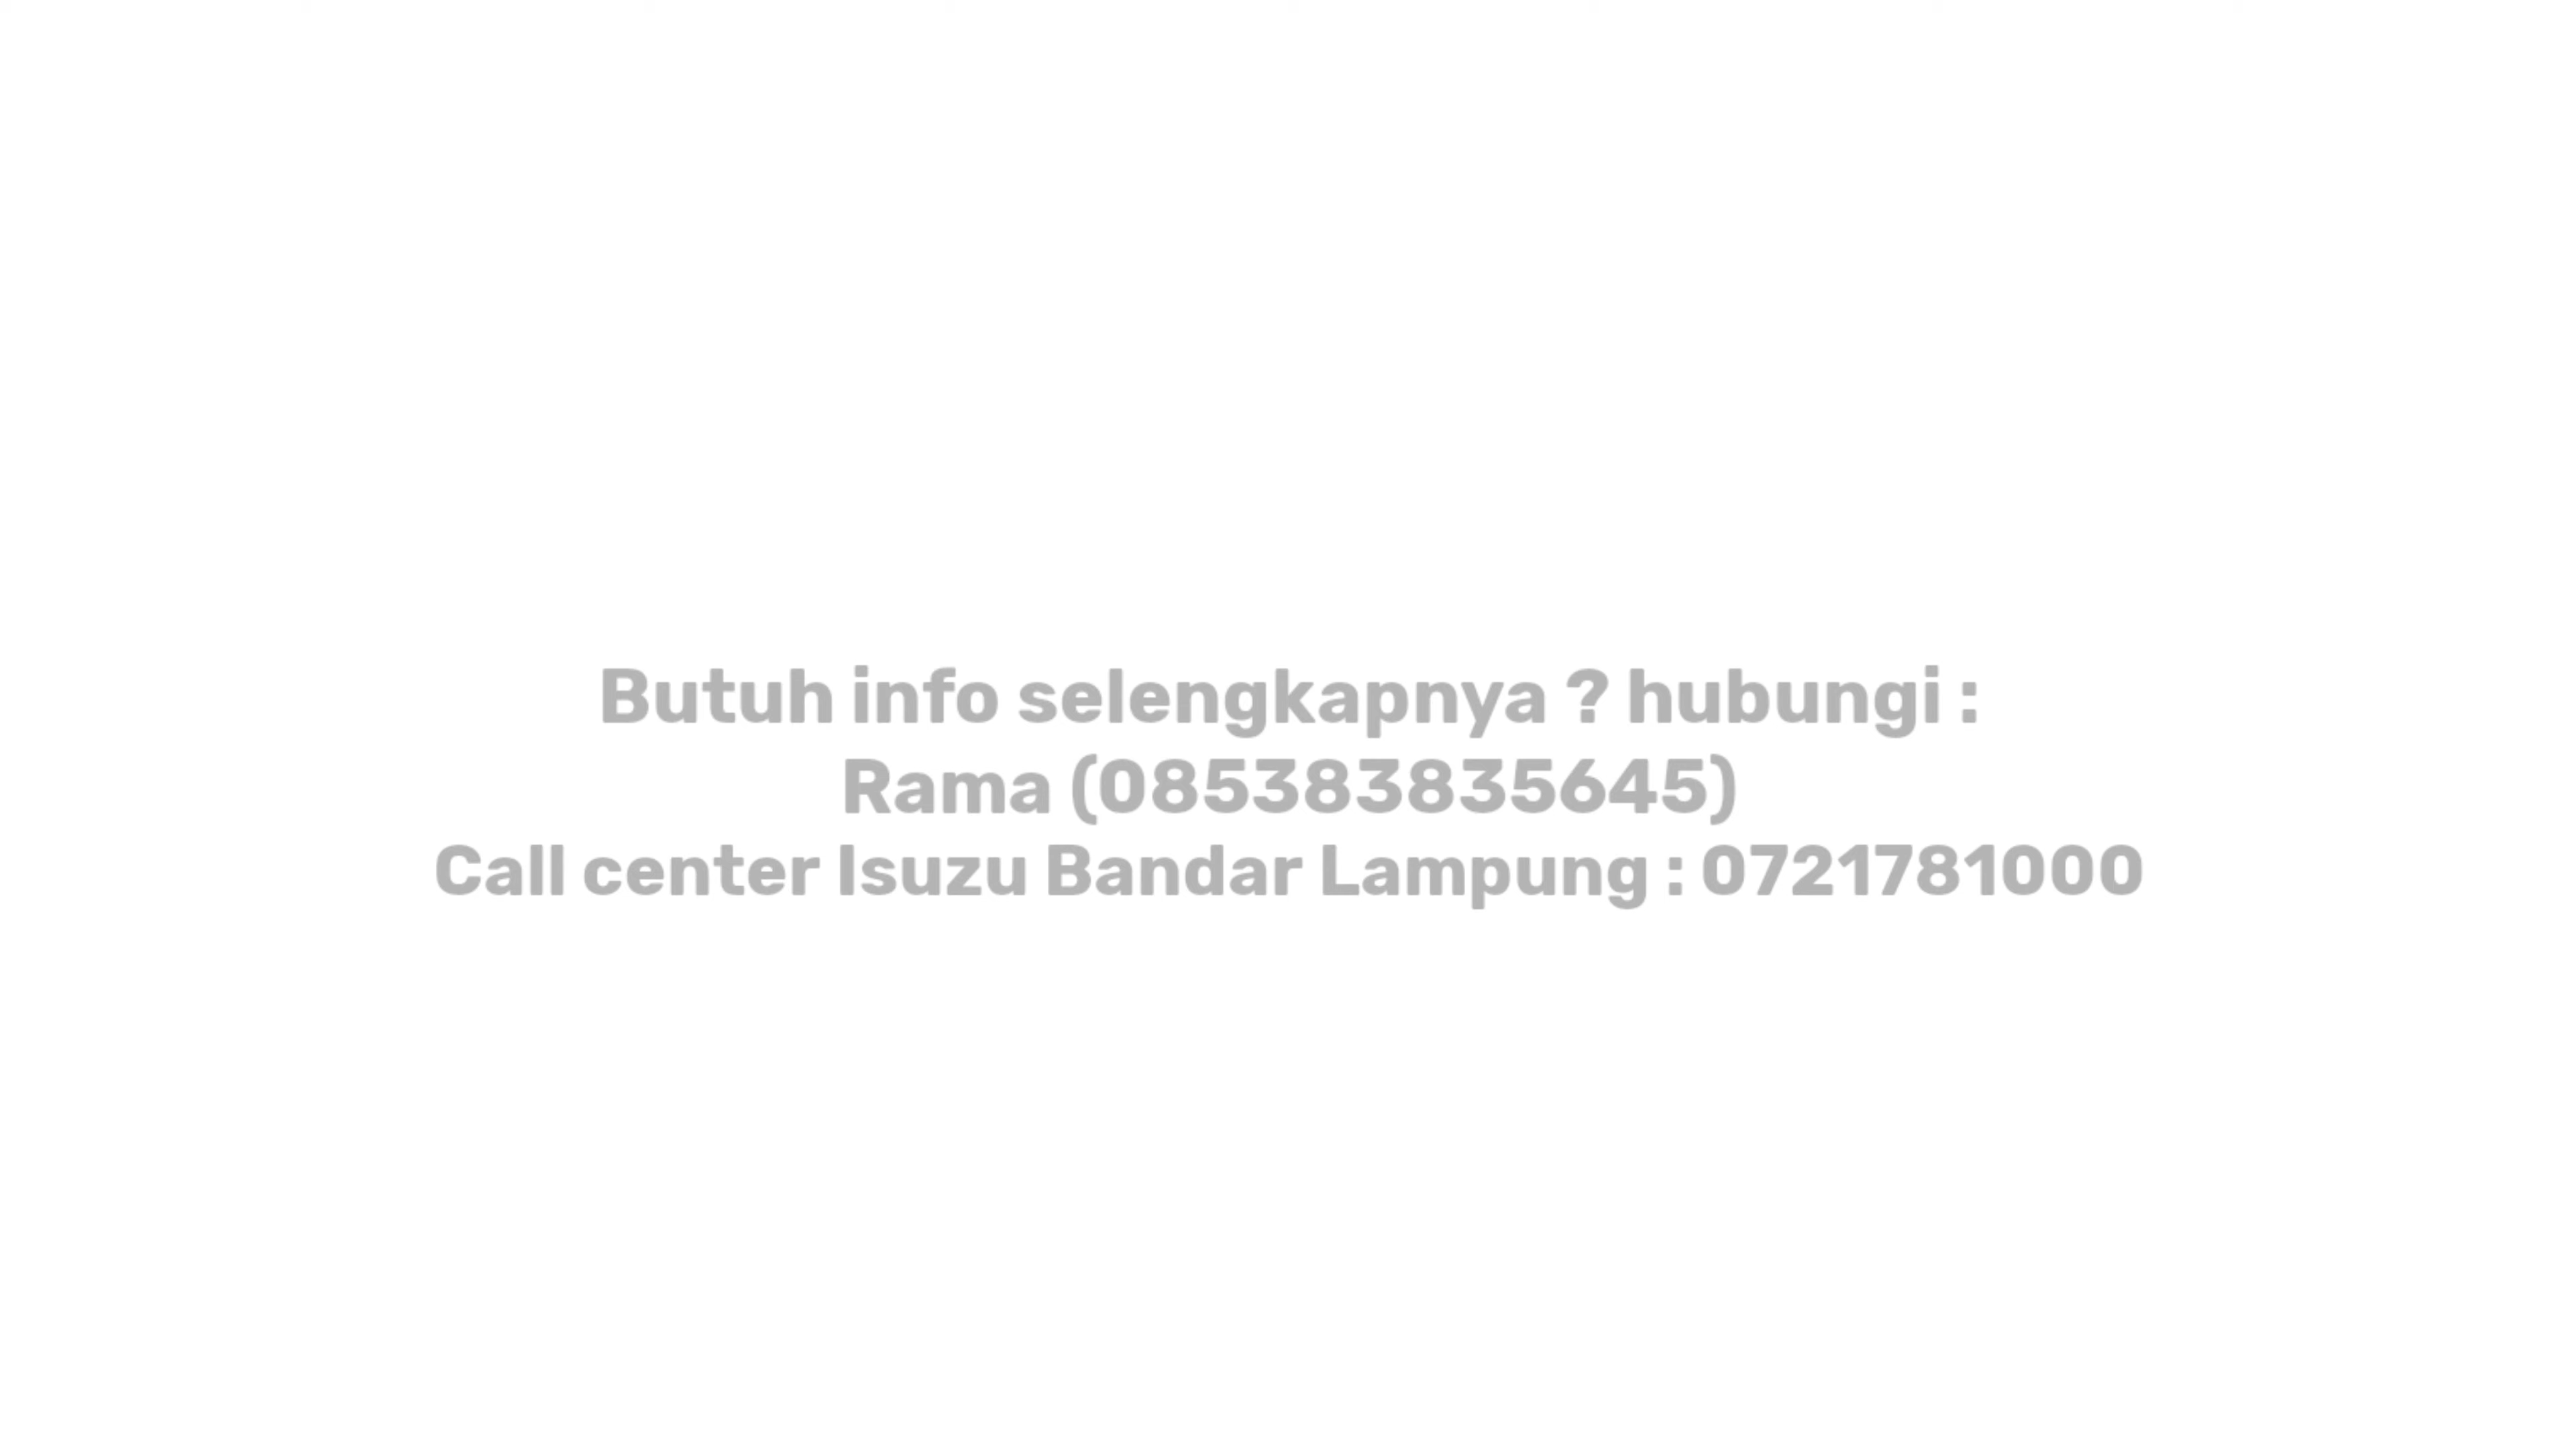 Butuh info selengkapnya ? hubungi :
Rama (085383835645)
Call center Isuzu Bandar Lampung : 0721781000